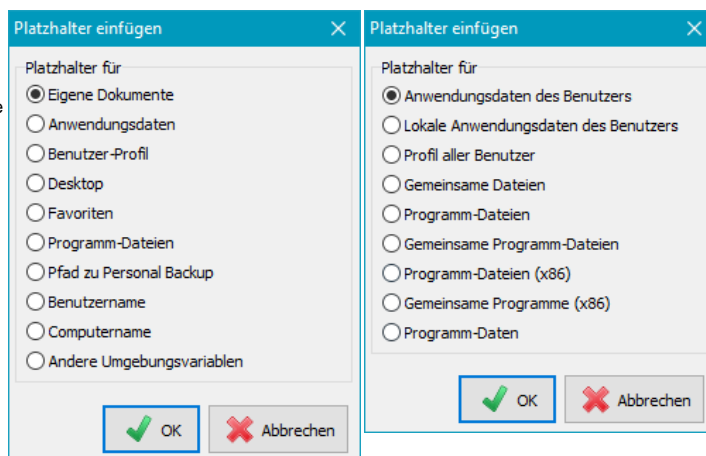 Platzhalter einfügen
Platzhalter für
Eigene Dokumente
Anwendungsdaten
Benutzer-Profil
Desktop
Favoriten
Programm-Dateien
Pfad zu Personal Backup
Benutzername
Computername
Andere Umgebungsvariablen
OK
Abbrechen
Platzhalter einfügen
Platzhalter für
Anwendungsdaten des Benutzers
Lokale Anwendungsdaten des Benutzers
Profil aller Benutzer
Gemeinsame Dateien
Programm-Dateien
Gemeinsame Programm-Dateien
Programm-Dateien (x86)
Gemeinsame Programme (x86)
Programm-Daten
OK
Abbrechen